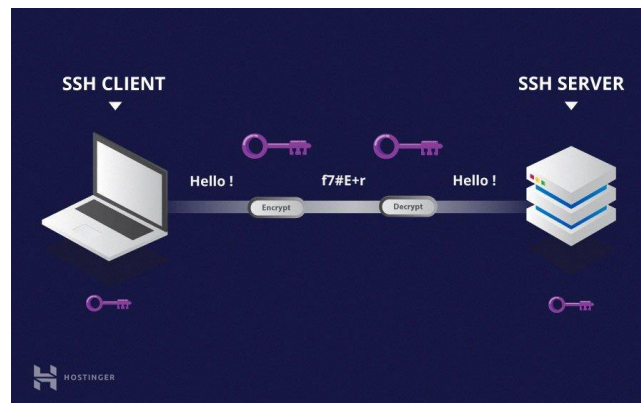 SSH CLIENT
SSH SERVER
Hello !
f7#E+r
Hello !
Encrypt
Decrypt
HOSTINGER